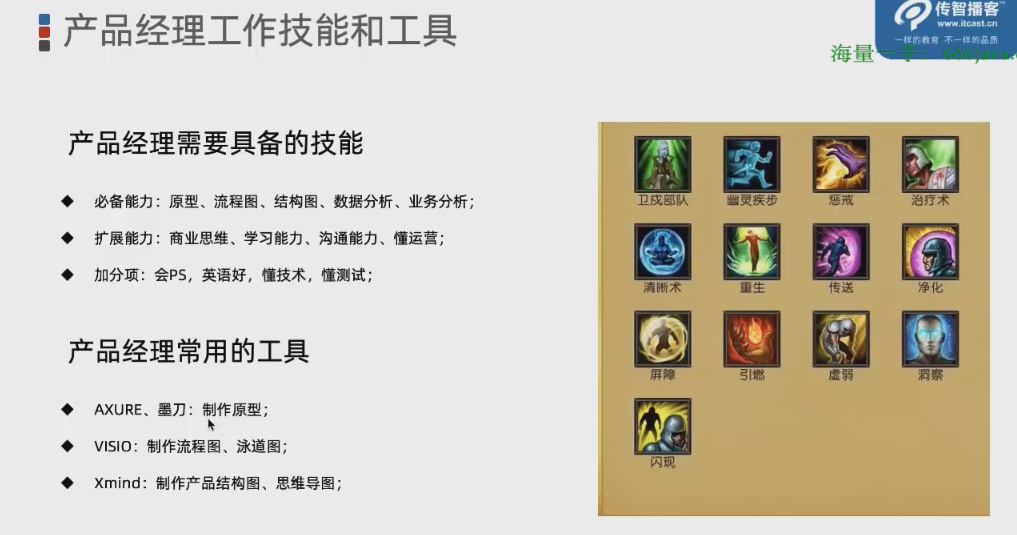 产品经理工作技能和工具
传智播客
www.itcast.cn
一样的教育 不一样的品质
海量一手：666java.c
产品经理需要具备的技能
必备能力：原型、流程图、结构图、数据分析、业务分析；
扩展能力：商业思维、学习能力、沟通能力、懂运营；
加分项：会PS，英语好，懂技术，懂测试；
产品经理常用的工具
AXURE、墨刀：制作原型；
VISIO：制作流程图、泳道图；
Xmind：制作产品结构图、思维导图；
卫戍部队 幽灵疾步 惩戒 治疗术
清晰术 重生 传送 净化
屏障 引燃 虚弱 洞察
闪现